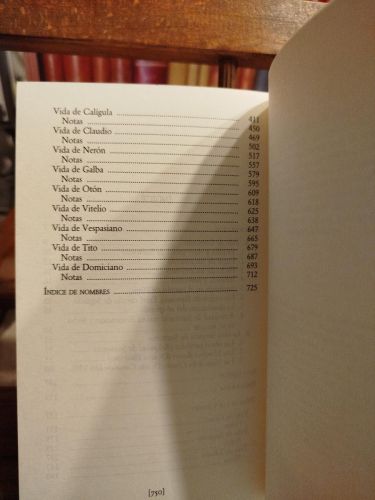 Vida de Calígula ........ 411
Notas ........ 450
Vida de Claudio ........ 469
Notas ........ 502
Vida de Nerón ........ 517
Notas ........ 557
Vida de Galba ........ 579
Notas ........ 595
Vida de Otón ........ 609
Notas ........ 618
Vida de Vitelio ........ 625
Notas ........ 638
Vida de Vespasiano ........ 647
Notas ........ 665
Vida de Tito ........ 679
Notas ........ 687
Vida de Domiciano ........ 693
Notas ........ 712
ÍNDICE DE NOMBRES ........ 725
[750]